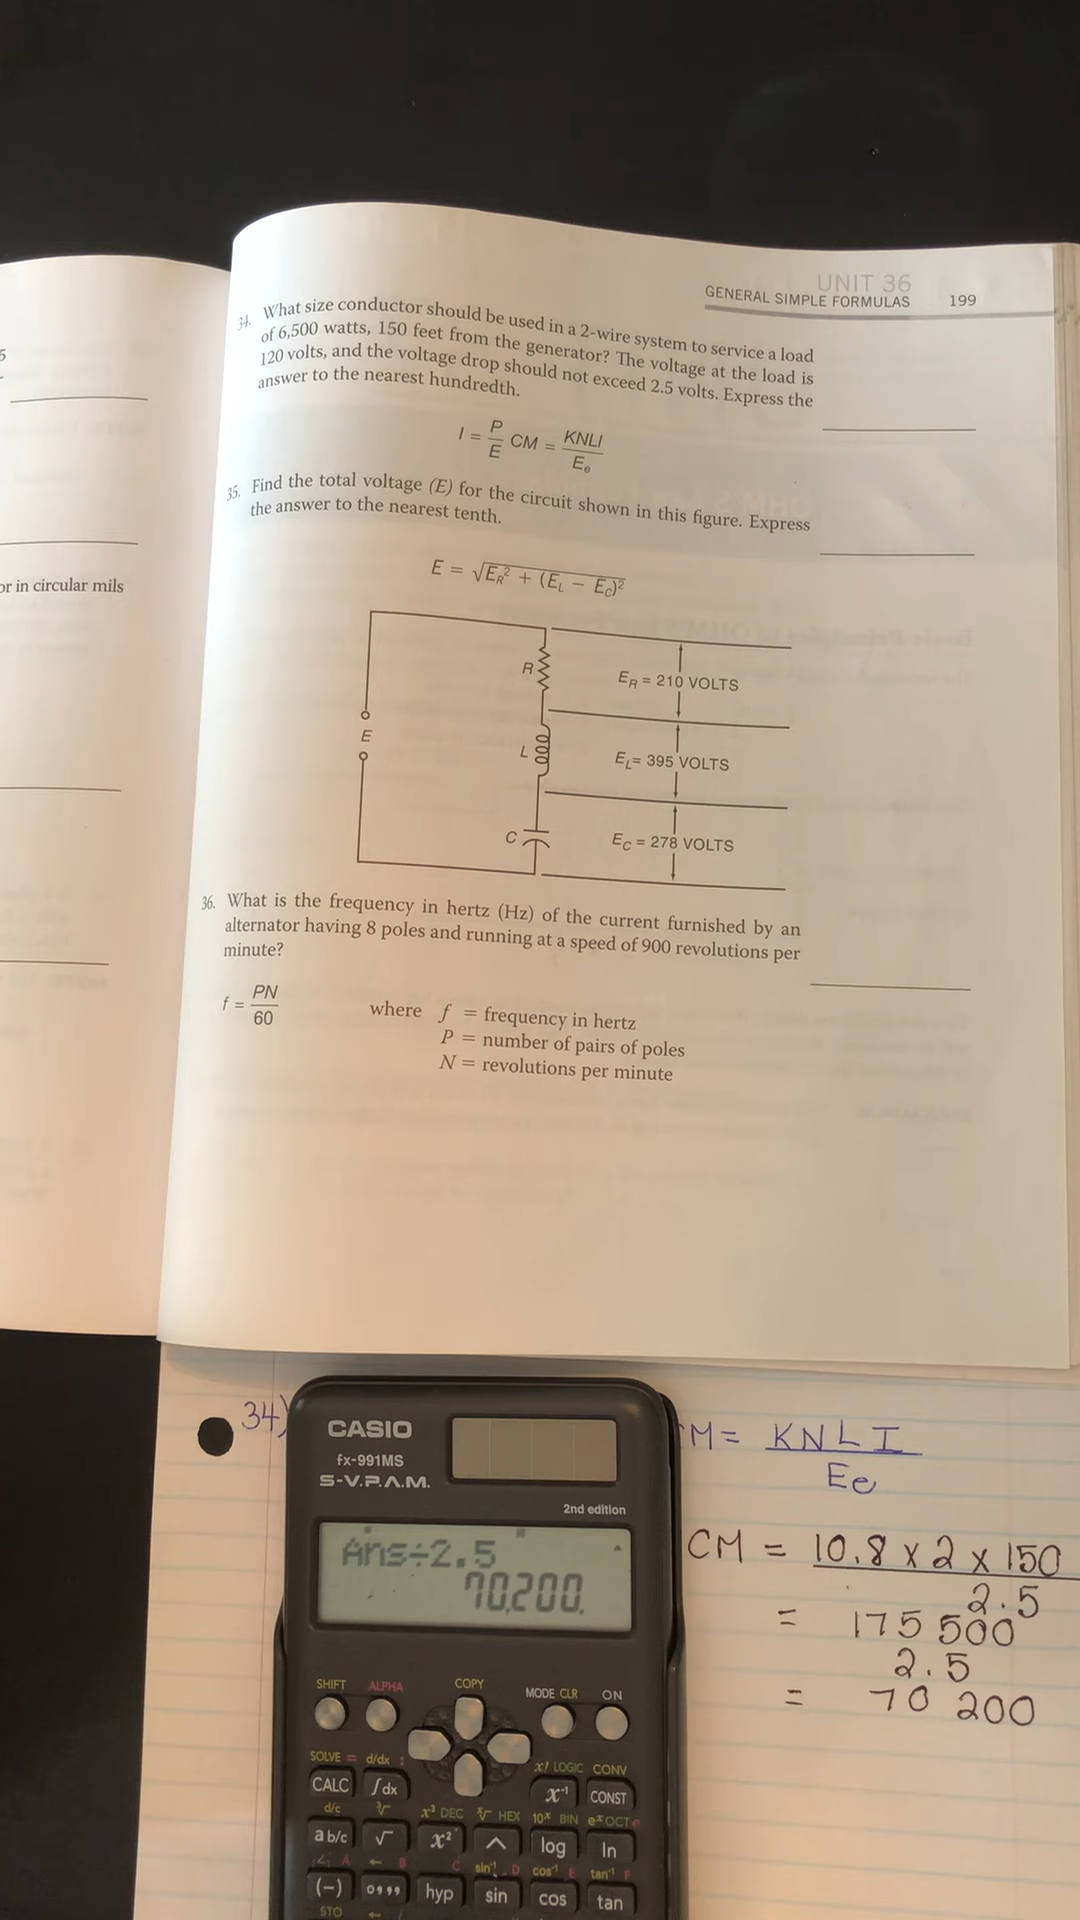 UNIT 36
GENERAL SIMPLE FORMULAS 199
34. What size conductor should be used in a 2-wire system to service a load
of 6,500 watts, 150 feet from the generator? The voltage at the load is
120 volts, and the voltage drop should not exceed 2.5 volts. Express the
answer to the nearest hundredth.
I = P/E CM = KNLI/Ee
35. Find the total voltage (E) for the circuit shown in this figure. Express
the answer to the nearest tenth.
E = √ER² + (EL − EC)²
R
ER = 210 VOLTS
E
L
EL= 395 VOLTS
C
EC = 278 VOLTS
36. What is the frequency in hertz (Hz) of the current furnished by an
alternator having 8 poles and running at a speed of 900 revolutions per
minute?
f = PN/60
where f = frequency in hertz
P = number of pairs of poles
N = revolutions per minute
5
or in circular mils
34)
M = KNLI
Ee
CM = 10.8 x 2 x 150
2.5
= 175 500
2.5
= 70 200
CASIO
fx-991MS
S-V.P.A.M.
2nd edition
Ans÷2.5
70,200.
SHIFT ALPHA COPY MODE CLR ON
SOLVE = d/dx : x! LOGIC CONV
CALC ∫dx x⁻¹ CONST
d/c ³√ x³ DEC ˣ√ HEX 10ˣ BIN eˣ OCT e
a b/c √ x² ^ log ln
∠ A ← B C sin⁻¹ D cos⁻¹ E tan⁻¹ F
(−) o,,, hyp sin cos tan
STO ←